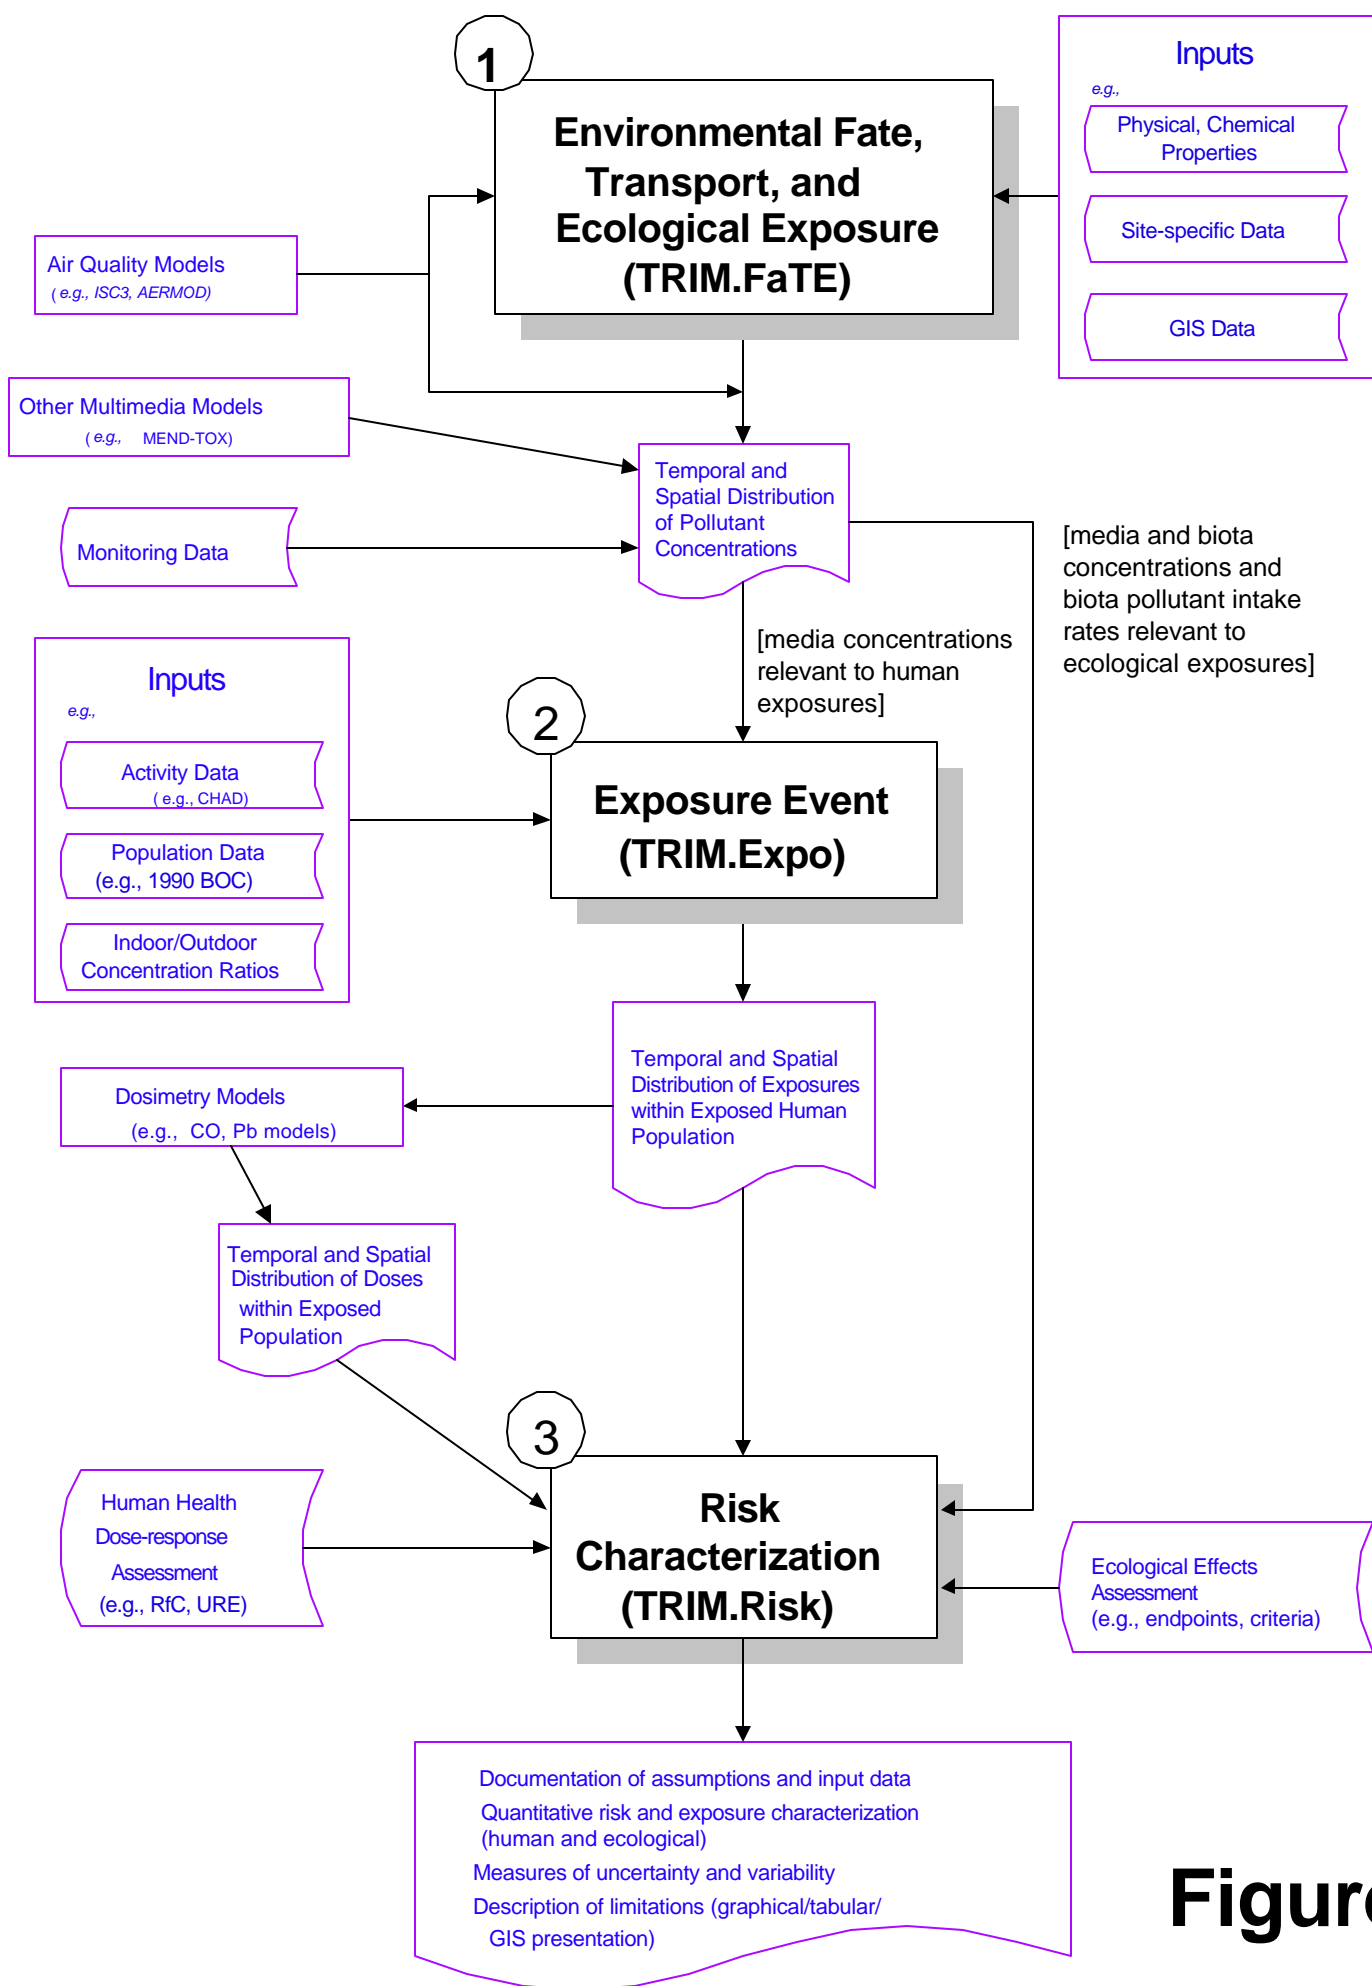 1
Environmental Fate,
Transport, and
Ecological Exposure
(TRIM.FaTE)
Inputs
e.g.,
Physical, Chemical
Properties
Site-specific Data
GIS Data
Air Quality Models
( e.g., ISC3, AERMOD)
Other Multimedia Models
( e.g., MEND-TOX)
Monitoring Data
Temporal and
Spatial Distribution
of Pollutant
Concentrations
[media and biota
concentrations and
biota pollutant intake
rates relevant to
ecological exposures]
[media concentrations
relevant to human
exposures]
Inputs
e.g.,
Activity Data
( e.g., CHAD)
Population Data
(e.g., 1990 BOC)
Indoor/Outdoor
Concentration Ratios
2
Exposure Event
(TRIM.Expo)
Temporal and Spatial
Distribution of Exposures
within Exposed Human
Population
Dosimetry Models
(e.g., CO, Pb models)
Temporal and Spatial
Distribution of Doses
within Exposed
Population
3
Risk
Characterization
(TRIM.Risk)
Human Health
Dose-response
Assessment
(e.g., RfC, URE)
Ecological Effects
Assessment
(e.g., endpoints, criteria)
Documentation of assumptions and input data
Quantitative risk and exposure characterization
(human and ecological)
Measures of uncertainty and variability
Description of limitations (graphical/tabular/
GIS presentation)
Figure